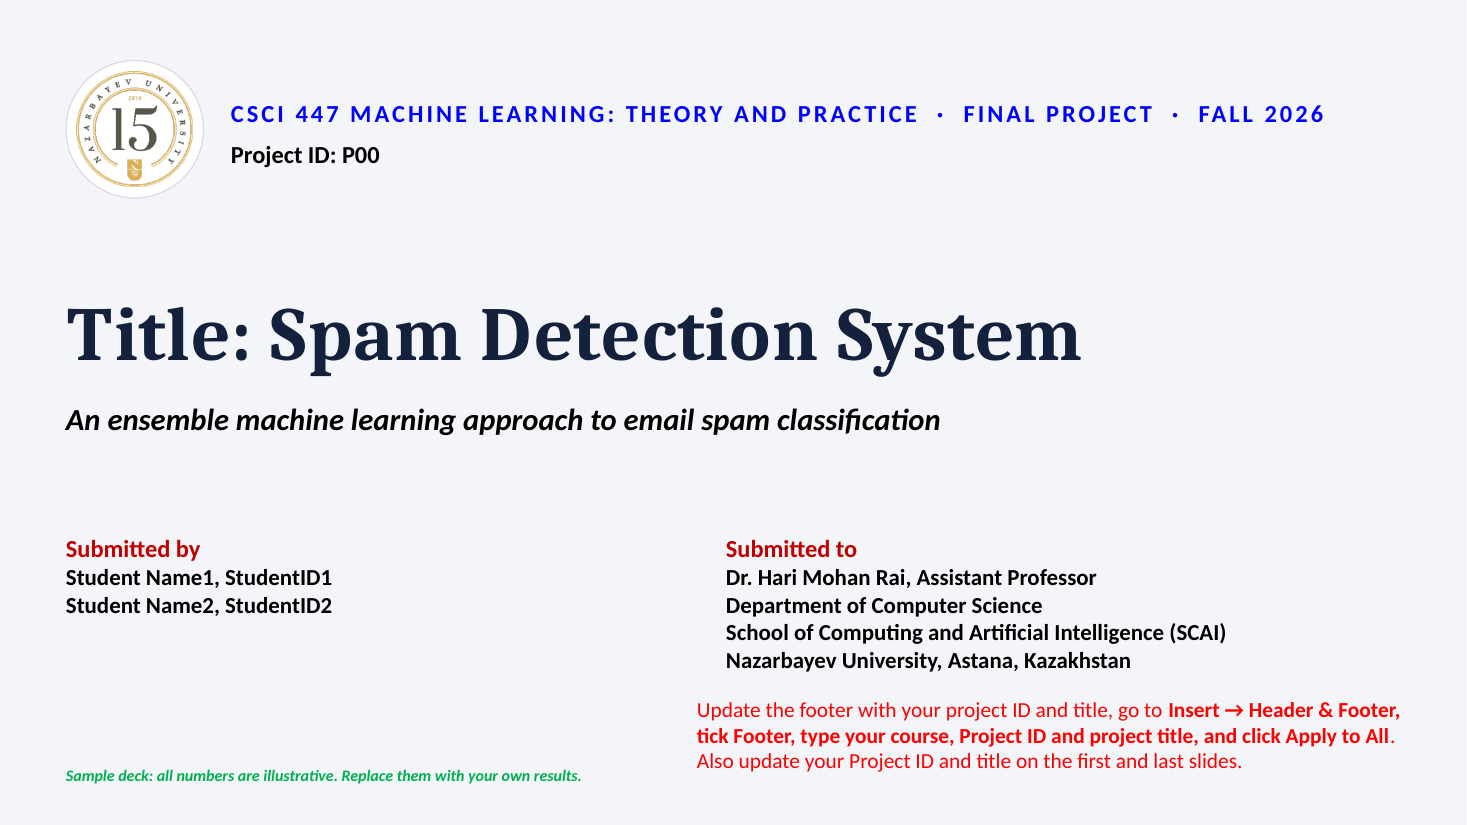 NAZARBAYEV UNIVERSITY
2010
15
CSCI 447 MACHINE LEARNING: THEORY AND PRACTICE · FINAL PROJECT · FALL 2026
Project ID: P00
Title: Spam Detection System
An ensemble machine learning approach to email spam classification
Submitted by
Student Name1, StudentID1
Student Name2, StudentID2
Submitted to
Dr. Hari Mohan Rai, Assistant Professor
Department of Computer Science
School of Computing and Artificial Intelligence (SCAI)
Nazarbayev University, Astana, Kazakhstan
Update the footer with your project ID and title, go to Insert → Header & Footer,
tick Footer, type your course, Project ID and project title, and click Apply to All.
Also update your Project ID and title on the first and last slides.
Sample deck: all numbers are illustrative. Replace them with your own results.